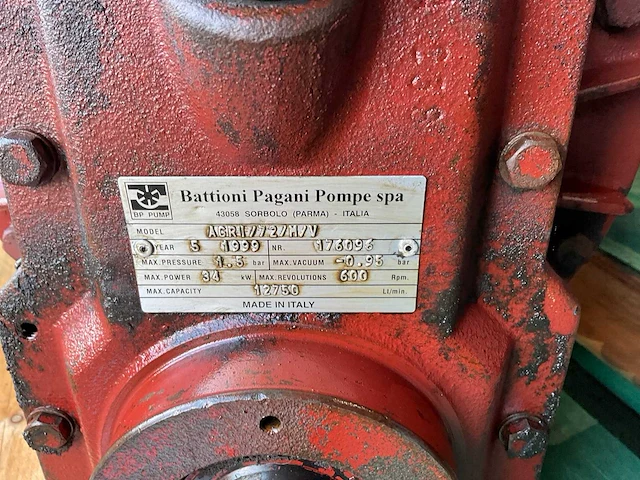 Battioni Pagani Pompe spa
BP PUMP
43058 SORBOLO (PARMA) - ITALIA
MODEL AGRI/772/M/V
YEAR 5 1999 NR. 176096
MAX.PRESSURE 1.5 bar MAX.VACUUM -0.95 bar
MAX.POWER 34 kW MAX.REVOLUTIONS 600 Rpm.
MAX.CAPACITY 12750 Lt/min.
MADE IN ITALY